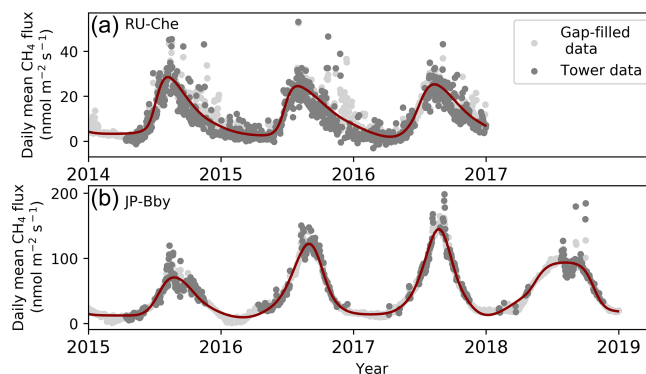 (a) RU-Che
Gap-filled
data
Tower data
Daily mean CH₄ flux
(nmol m⁻² s⁻¹)
40
20
0
2014
2015
2016
2017
(b) JP-Bby
Daily mean CH₄ flux
(nmol m⁻² s⁻¹)
200
100
0
2015
2016
2017
2018
2019
Year